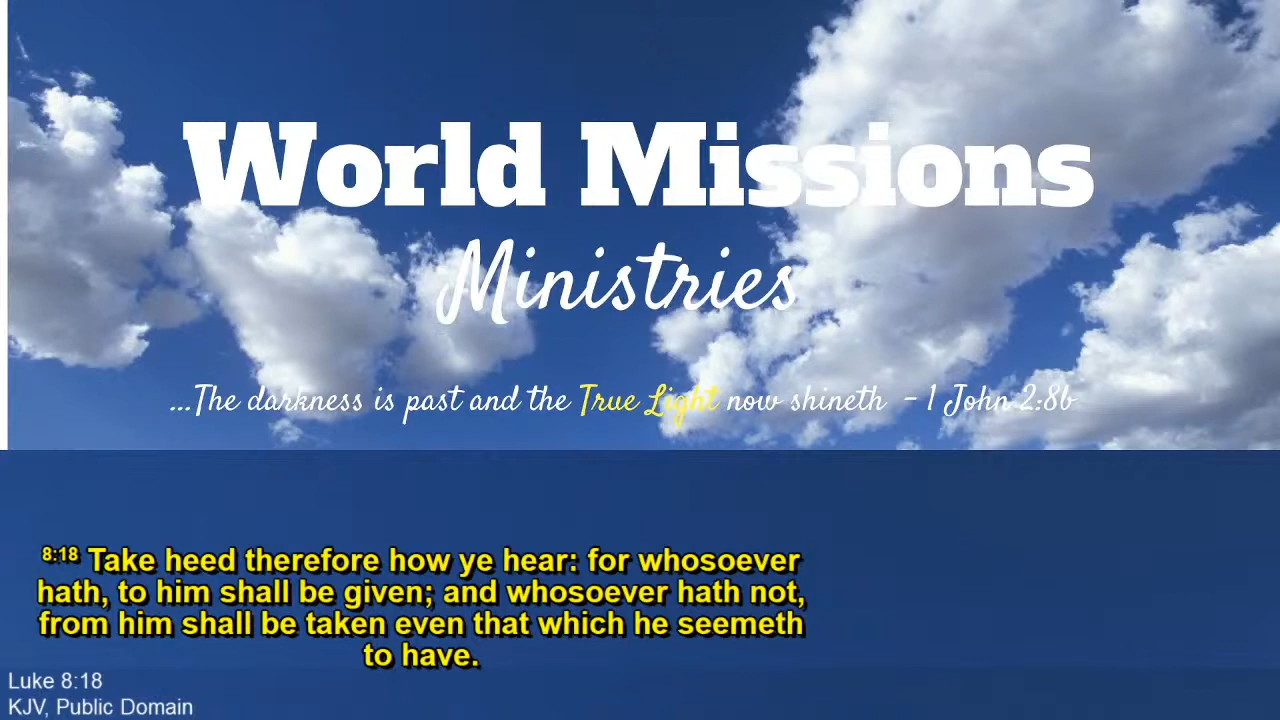 World Missions
Ministries
...The darkness is past and the True Light now shineth - 1 John 2:8b
8:18 Take heed therefore how ye hear: for whosoever
hath, to him shall be given; and whosoever hath not,
from him shall be taken even that which he seemeth
to have.
Luke 8:18
KJV, Public Domain